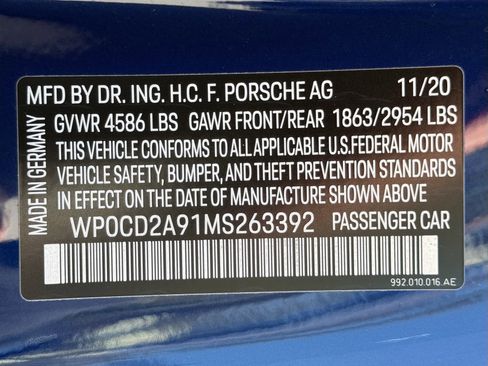 MFD BY DR. ING. H.C. F. PORSCHE AG 11/20
GVWR 4586 LBS GAWR FRONT/REAR 1863/2954 LBS
THIS VEHICLE CONFORMS TO ALL APPLICABLE U.S.FEDERAL MOTOR
VEHICLE SAFETY, BUMPER, AND THEFT PREVENTION STANDARDS
IN EFFECT ON THE DATE OF MANUFACTURE SHOWN ABOVE
WP0CD2A91MS263392 PASSENGER CAR
992.010.016.AE
MADE IN GERMANY